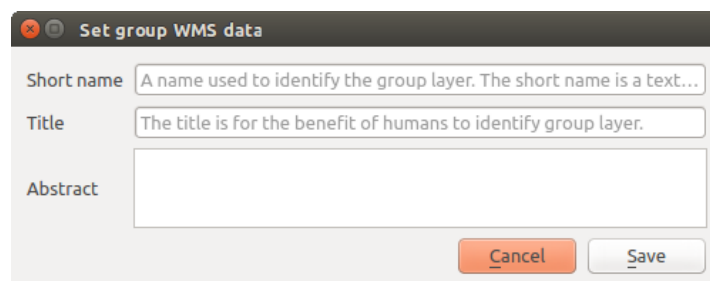 Set group WMS data
Short name A name used to identify the group layer. The short name is a text...
Title The title is for the benefit of humans to identify group layer.
Abstract
Cancel Save